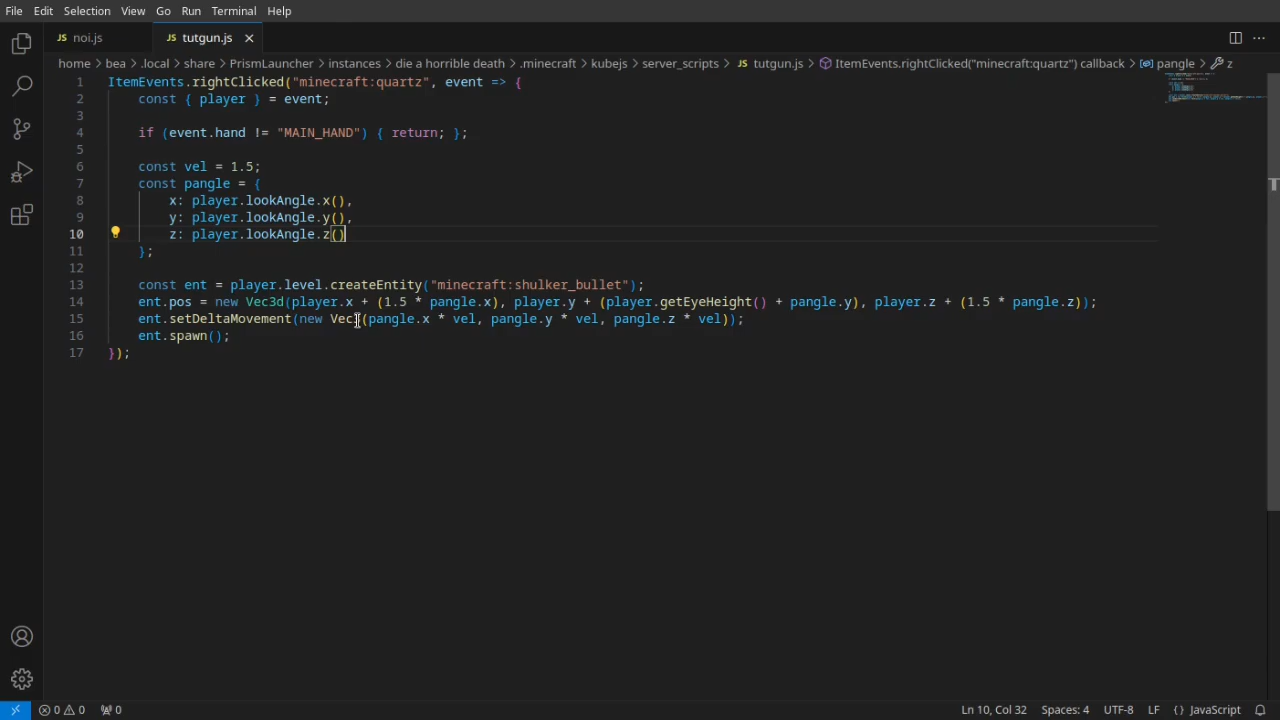 File Edit Selection View Go Run Terminal Help
JS noi.js JS tutgun.js
home > bea > .local > share > PrismLauncher > instances > die a horrible death > .minecraft > kubejs > server_scripts > JS tutgun.js > ItemEvents.rightClicked("minecraft:quartz") callback > pangle > z
1 ItemEvents.rightClicked("minecraft:quartz", event => {
2 const { player } = event;
3
4 if (event.hand != "MAIN_HAND") { return; };
5
6 const vel = 1.5;
7 const pangle = {
8 x: player.lookAngle.x(),
9 y: player.lookAngle.y(),
10 z: player.lookAngle.z()
11 };
12
13 const ent = player.level.createEntity("minecraft:shulker_bullet");
14 ent.pos = new Vec3d(player.x + (1.5 * pangle.x), player.y + (player.getEyeHeight() + pangle.y), player.z + (1.5 * pangle.z));
15 ent.setDeltaMovement(new (pangle.x * vel, pangle.y * vel, pangle.z * vel));
16 ent.spawn();
17 });
0 0 0 Ln 10, Col 32 Spaces: 4 UTF-8 LF {} JavaScript